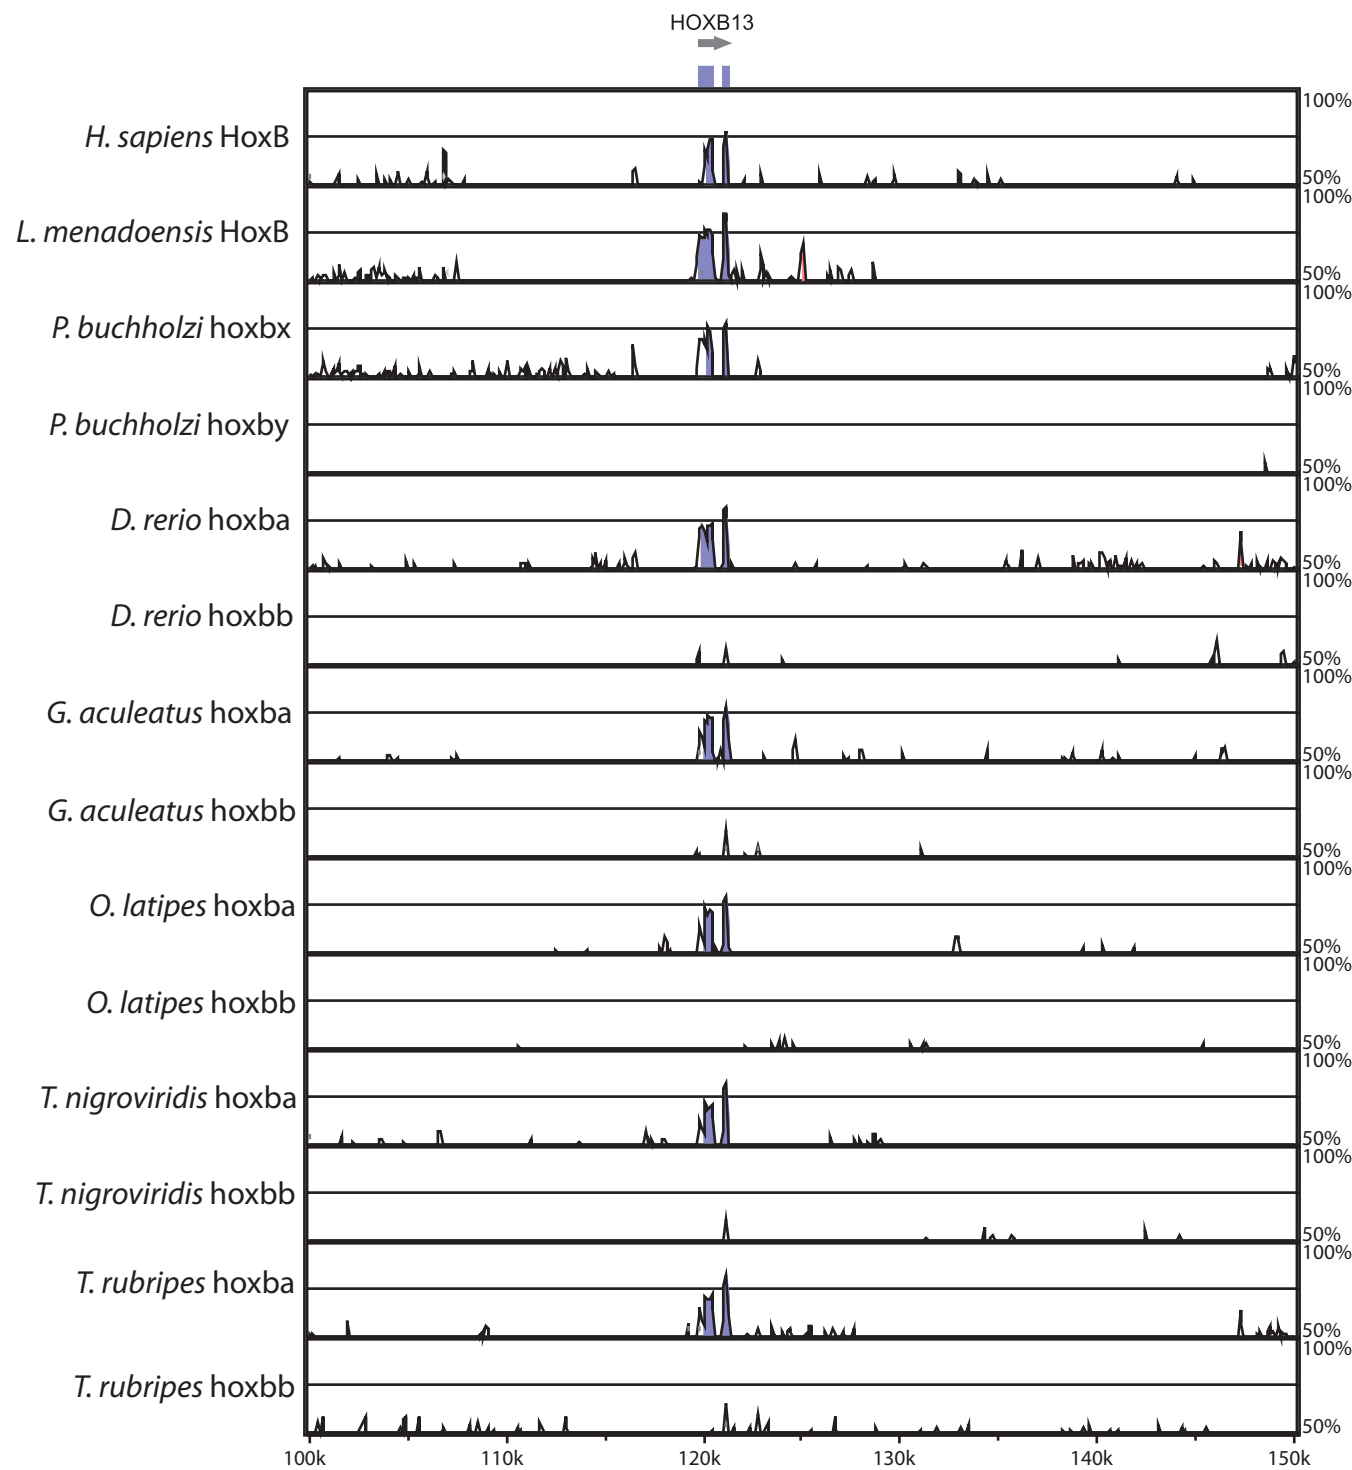 HOXB13
100%
H. sapiens HoxB
50%
100%
L. menadoensis HoxB
50%
100%
P. buchholzi hoxbx
50%
100%
P. buchholzi hoxby
50%
100%
D. rerio hoxba
50%
100%
D. rerio hoxbb
50%
100%
G. aculeatus hoxba
50%
100%
G. aculeatus hoxbb
50%
100%
O. latipes hoxba
50%
100%
O. latipes hoxbb
50%
100%
T. nigroviridis hoxba
50%
100%
T. nigroviridis hoxbb
50%
100%
T. rubripes hoxba
50%
100%
T. rubripes hoxbb
50%
100k 110k 120k 130k 140k 150k